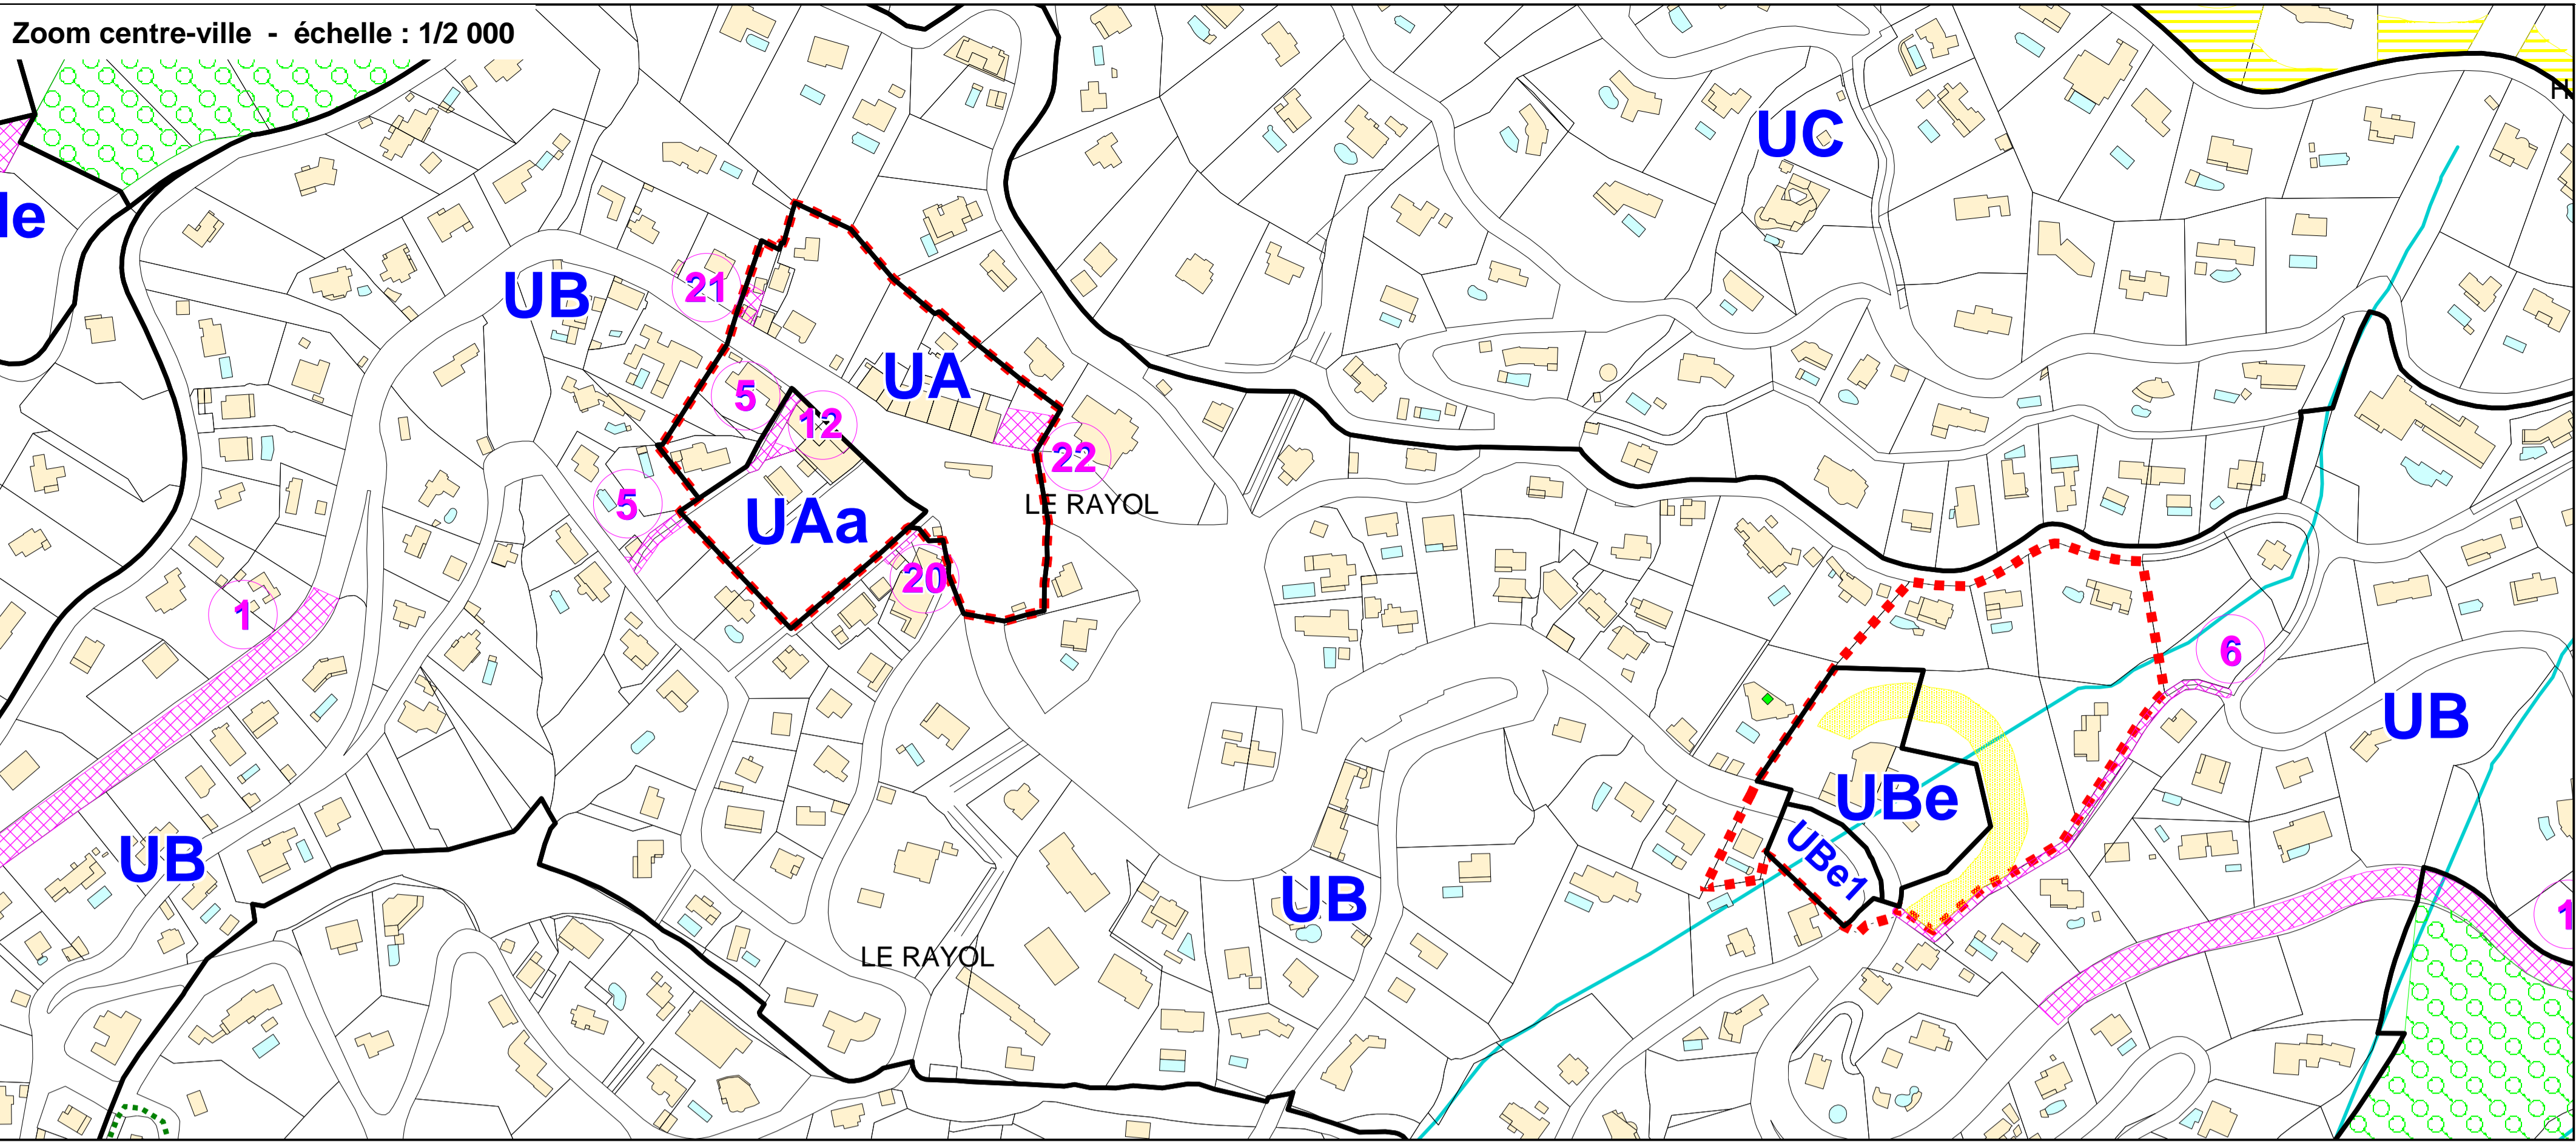 Zoom centre-ville - échelle : 1/2 000
H
UC
le
UB
21
UA
5
12
22
LE RAYOL
5
UAa
20
1
6
UB
UBe
UBe1
UB
UB
1
LE RAYOL